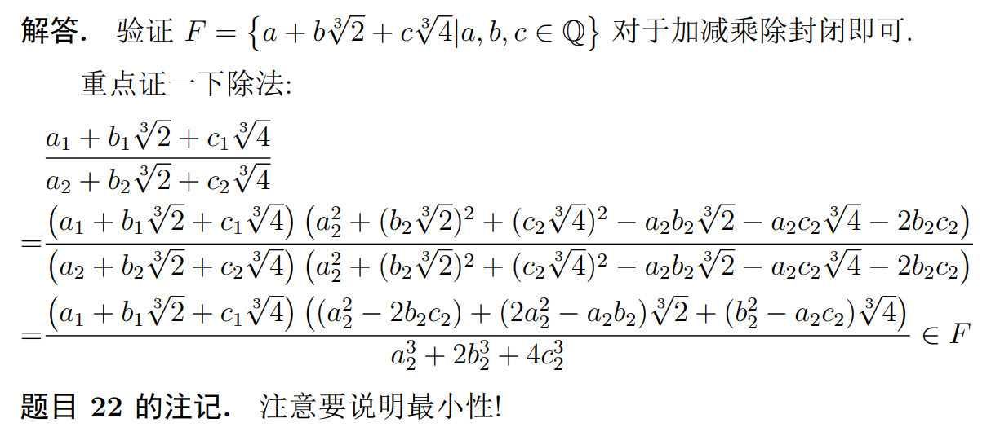 解答. 验证 $F = \left\{a + b\sqrt[3]{2} + c\sqrt[3]{4} | a, b, c \in \mathbb{Q}\right\}$ 对于加减乘除封闭即可.
重点证一下除法:
$\frac{a_1 + b_1\sqrt[3]{2} + c_1\sqrt[3]{4}}{a_2 + b_2\sqrt[3]{2} + c_2\sqrt[3]{4}}$
$= \frac{\left(a_1 + b_1\sqrt[3]{2} + c_1\sqrt[3]{4}\right)\left(a_2^2 + (b_2\sqrt[3]{2})^2 + (c_2\sqrt[3]{4})^2 - a_2b_2\sqrt[3]{2} - a_2c_2\sqrt[3]{4} - 2b_2c_2\right)}{\left(a_2 + b_2\sqrt[3]{2} + c_2\sqrt[3]{4}\right)\left(a_2^2 + (b_2\sqrt[3]{2})^2 + (c_2\sqrt[3]{4})^2 - a_2b_2\sqrt[3]{2} - a_2c_2\sqrt[3]{4} - 2b_2c_2\right)}$
$= \frac{\left(a_1 + b_1\sqrt[3]{2} + c_1\sqrt[3]{4}\right)\left((a_2^2 - 2b_2c_2) + (2a_2^2 - a_2b_2)\sqrt[3]{2} + (b_2^2 - a_2c_2)\sqrt[3]{4}\right)}{a_2^3 + 2b_2^3 + 4c_2^3} \in F$
题目 22 的注记. 注意要说明最小性!